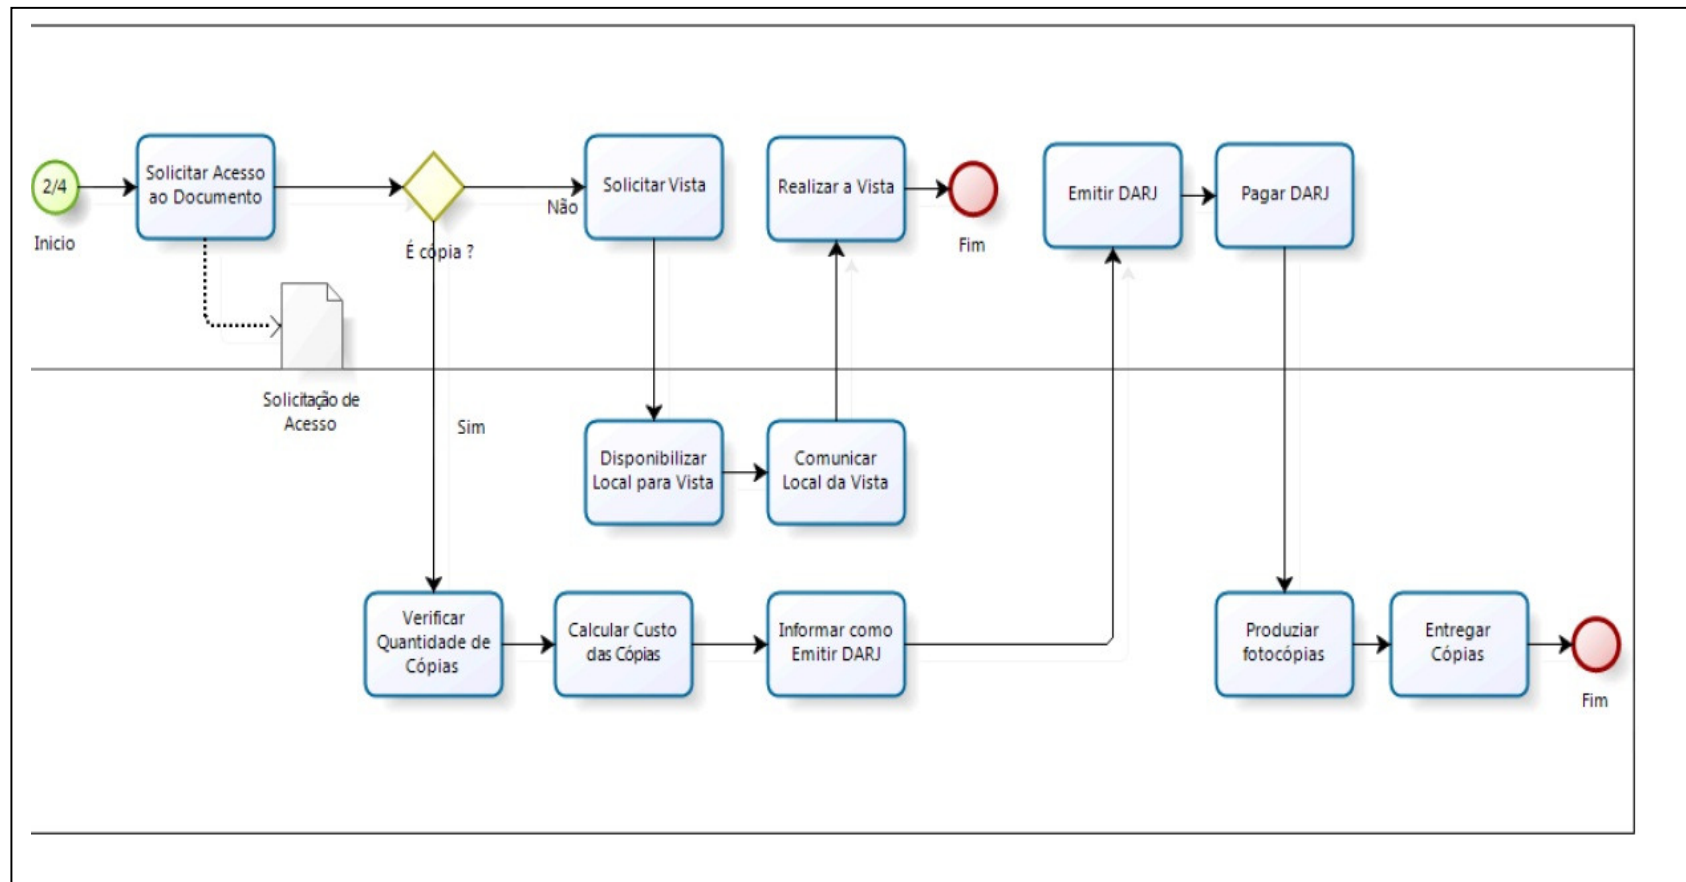 2/4
Inicio
Solicitar Acesso
ao Documento
Solicitação de
Acesso
É cópia ?
Não
Sim
Solicitar Vista
Disponibilizar
Local para Vista
Comunicar
Local da Vista
Realizar a Vista
Fim
Verificar
Quantidade de
Cópias
Calcular Custo
das Cópias
Informar como
Emitir DARJ
Emitir DARJ
Pagar DARJ
Produziar
fotocópias
Entregar
Cópias
Fim